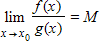 lim_{x→x₀} f(x)/g(x) = M